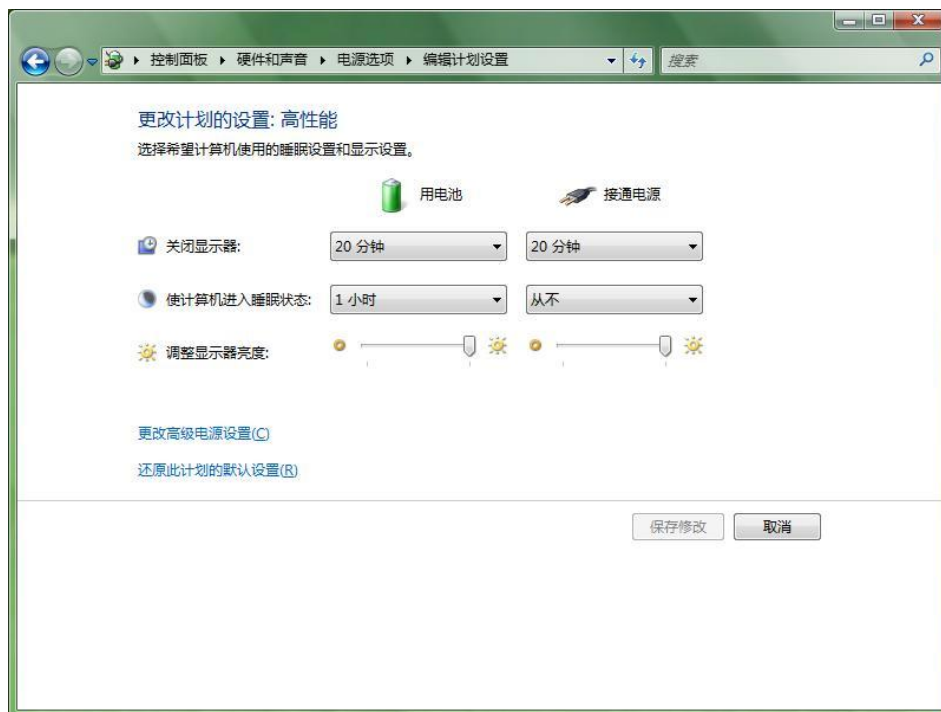 控制面板 硬件和声音 电源选项 编辑计划设置 搜索
更改计划的设置: 高性能
选择希望计算机使用的睡眠设置和显示设置。
用电池 接通电源
关闭显示器: 20 分钟 20 分钟
使计算机进入睡眠状态: 1 小时 从不
调整显示器亮度:
更改高级电源设置(C)
还原此计划的默认设置(R)
保存修改 取消